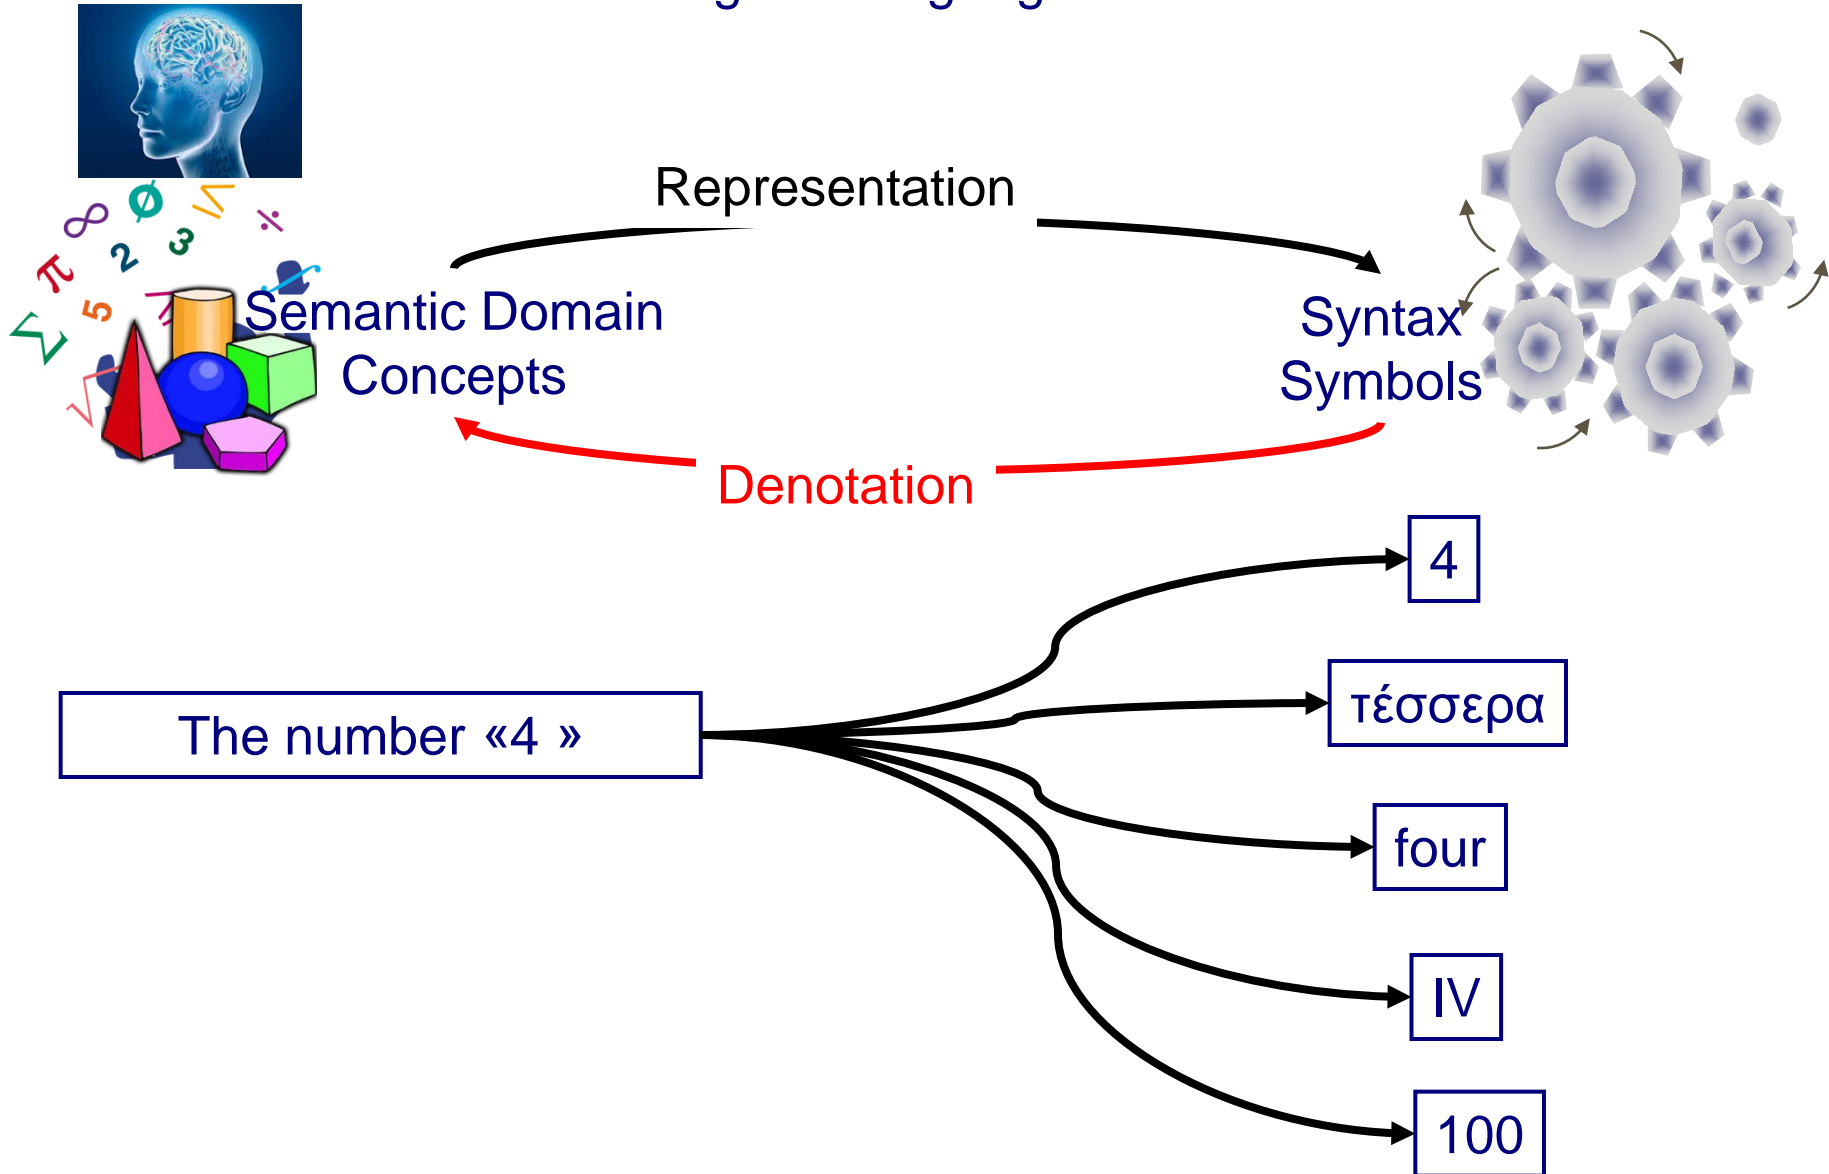 Representation
Semantic Domain
Concepts
Syntax
Symbols
Denotation
4
τέσσερα
The number «4 »
four
IV
100